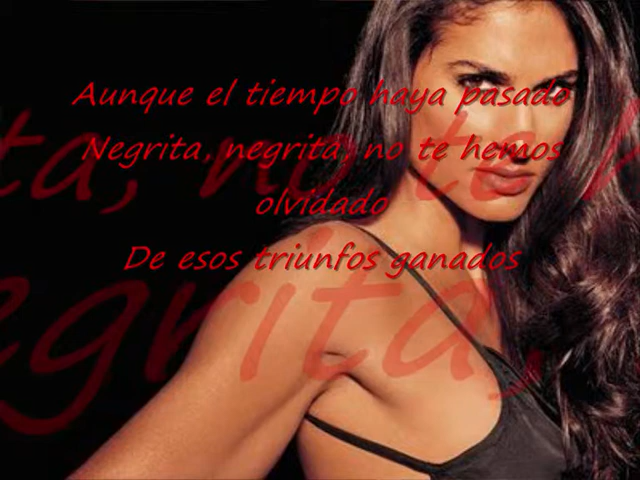 Aunque el tiempo haya pasado
Negrita, negrita, no te hemos
olvidado
De esos triunfos ganados